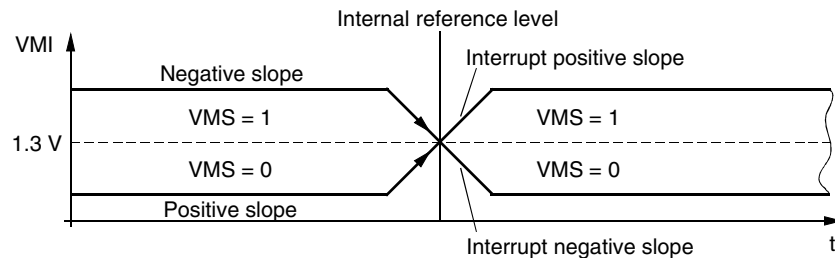 Internal reference level
VMI
Negative slope
Interrupt positive slope
VMS = 1
VMS = 1
1.3 V
VMS = 0
VMS = 0
Positive slope
Interrupt negative slope
t